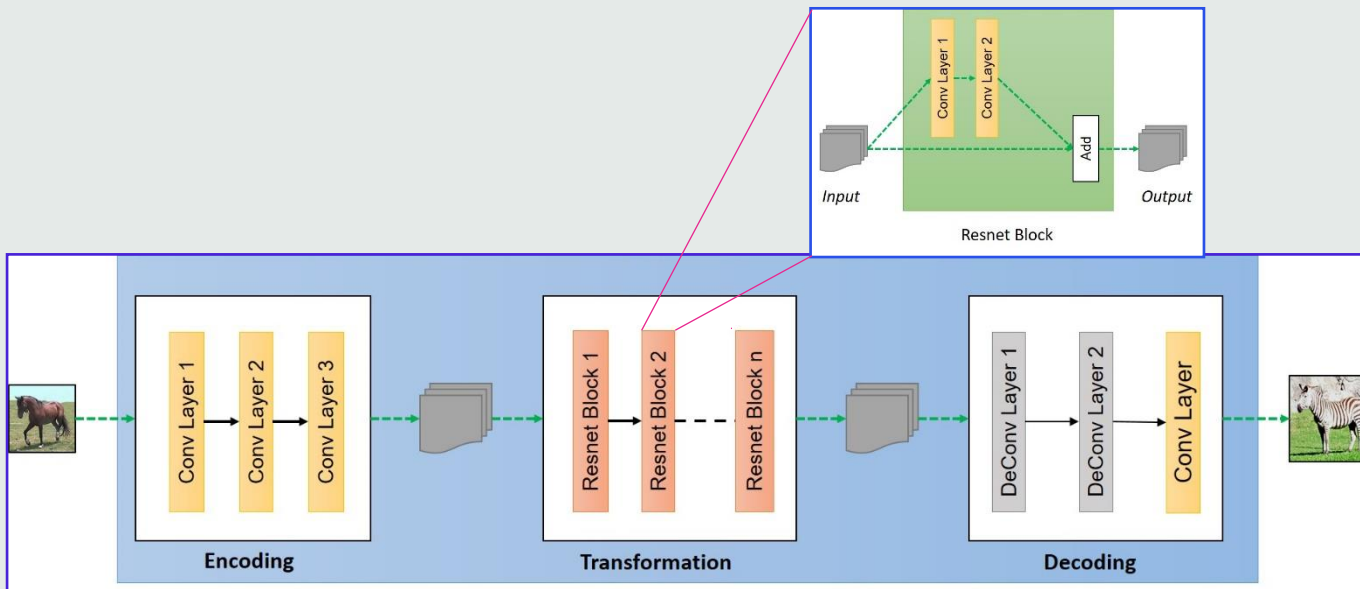 Conv Layer 1
Conv Layer 2
Add
Input
Output
Resnet Block
Conv Layer 1
Conv Layer 2
Conv Layer 3
Encoding
Resnet Block 1
Resnet Block 2
Resnet Block n
Transformation
DeConv Layer 1
DeConv Layer 2
Conv Layer
Decoding